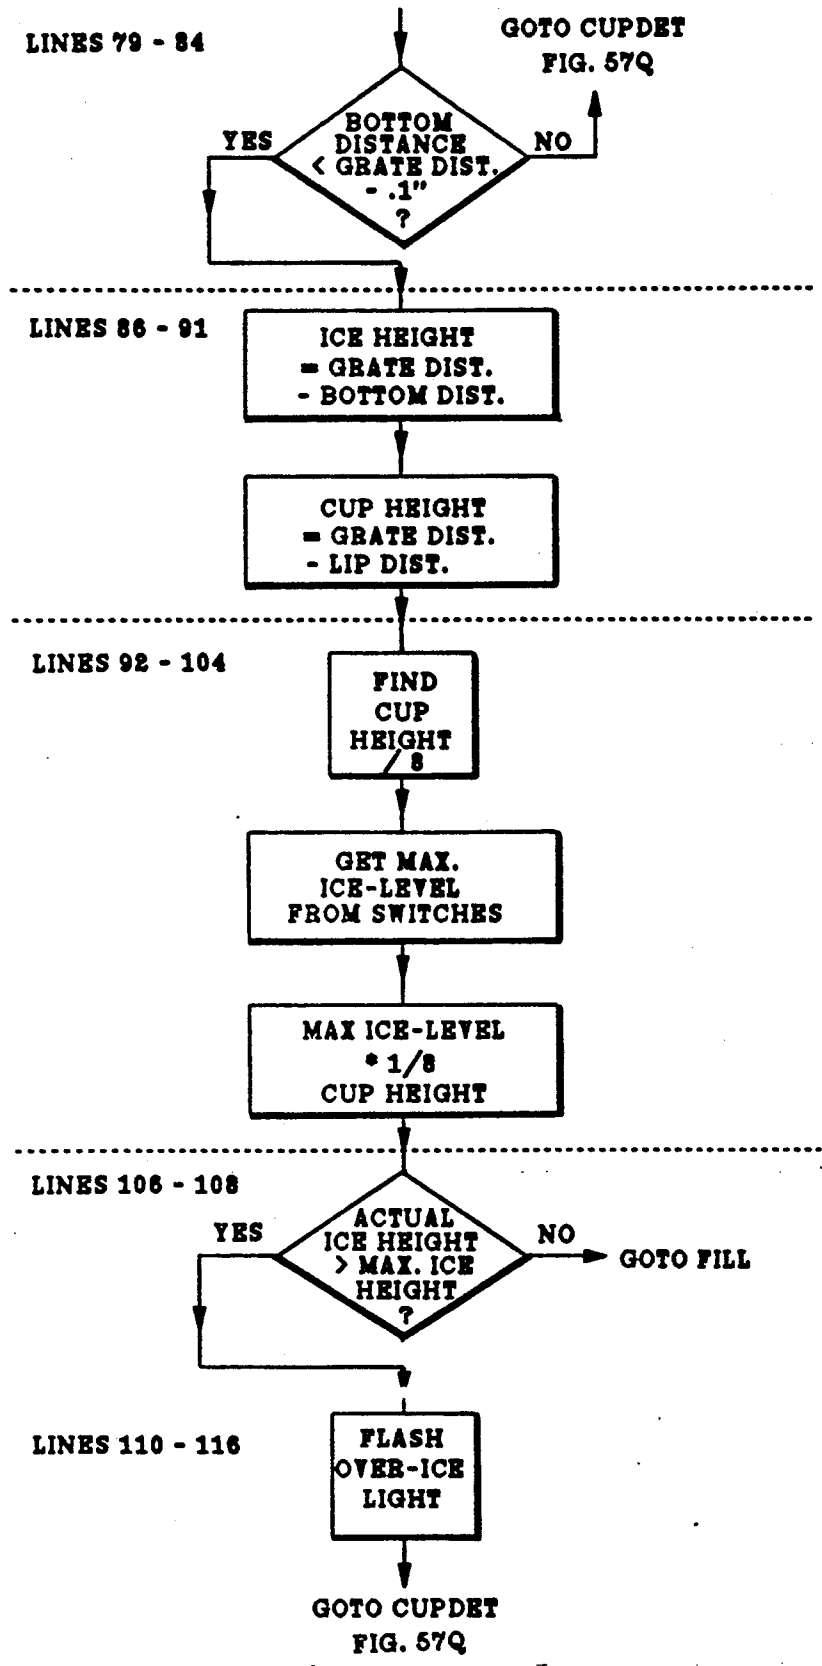 LINES 79 - 84
GOTO CUPDET
FIG. 57Q
BOTTOM
DISTANCE
< GRATE DIST.
- .1"
?
YES
NO
LINES 86 - 91
ICE HEIGHT
= GRATE DIST.
- BOTTOM DIST.
CUP HEIGHT
= GRATE DIST.
- LIP DIST.
LINES 92 - 104
FIND
CUP
HEIGHT
/ 8
GET MAX.
ICE-LEVEL
FROM SWITCHES
MAX ICE-LEVEL
* 1/8
CUP HEIGHT
LINES 106 - 108
ACTUAL
ICE HEIGHT
> MAX. ICE
HEIGHT
?
YES
NO
GOTO FILL
LINES 110 - 116
FLASH
OVER-ICE
LIGHT
GOTO CUPDET
FIG. 57Q